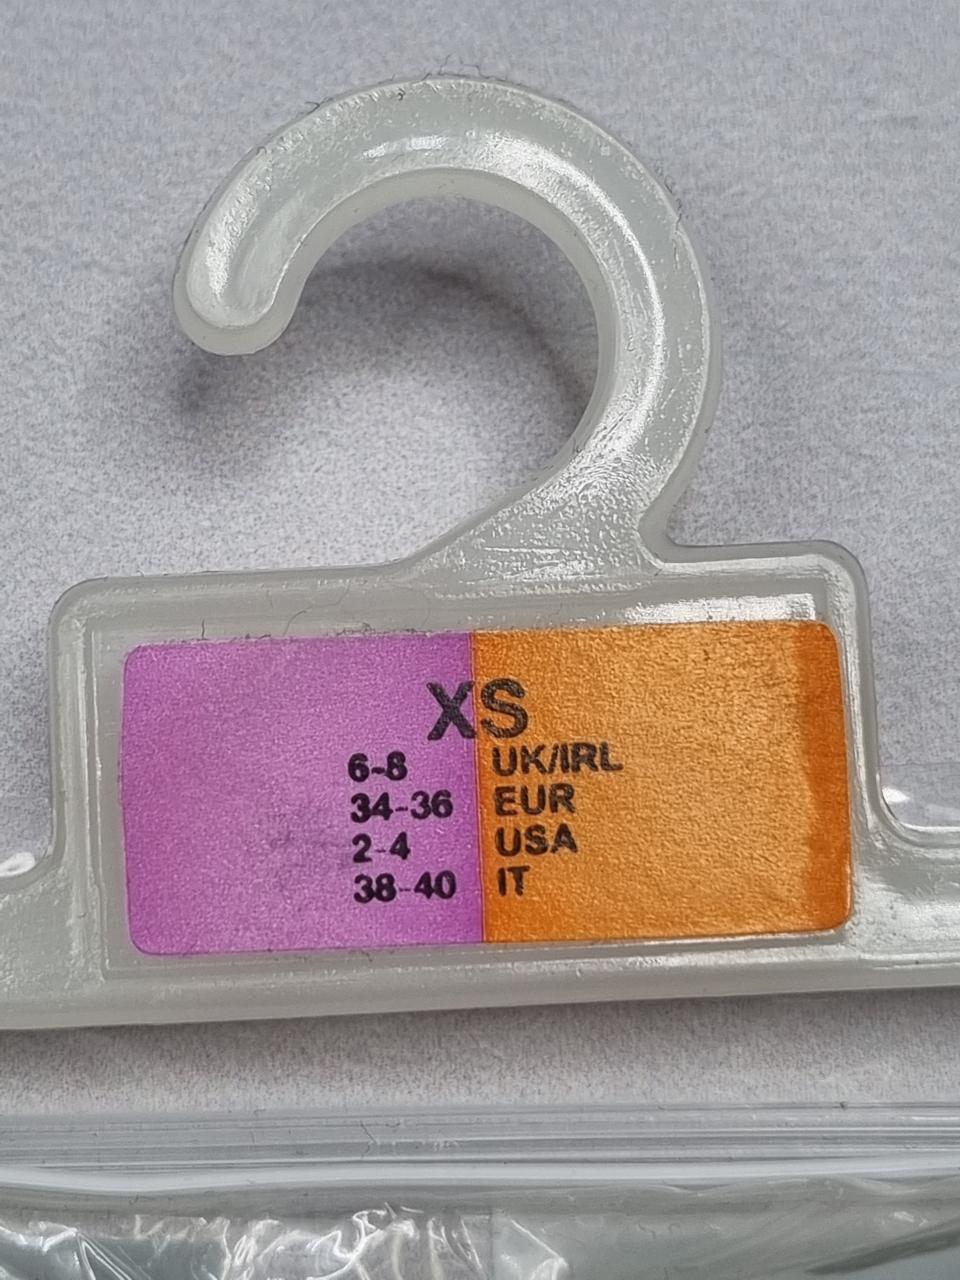 XS
6-8 UK/IRL
34-36 EUR
2-4 USA
38-40 IT